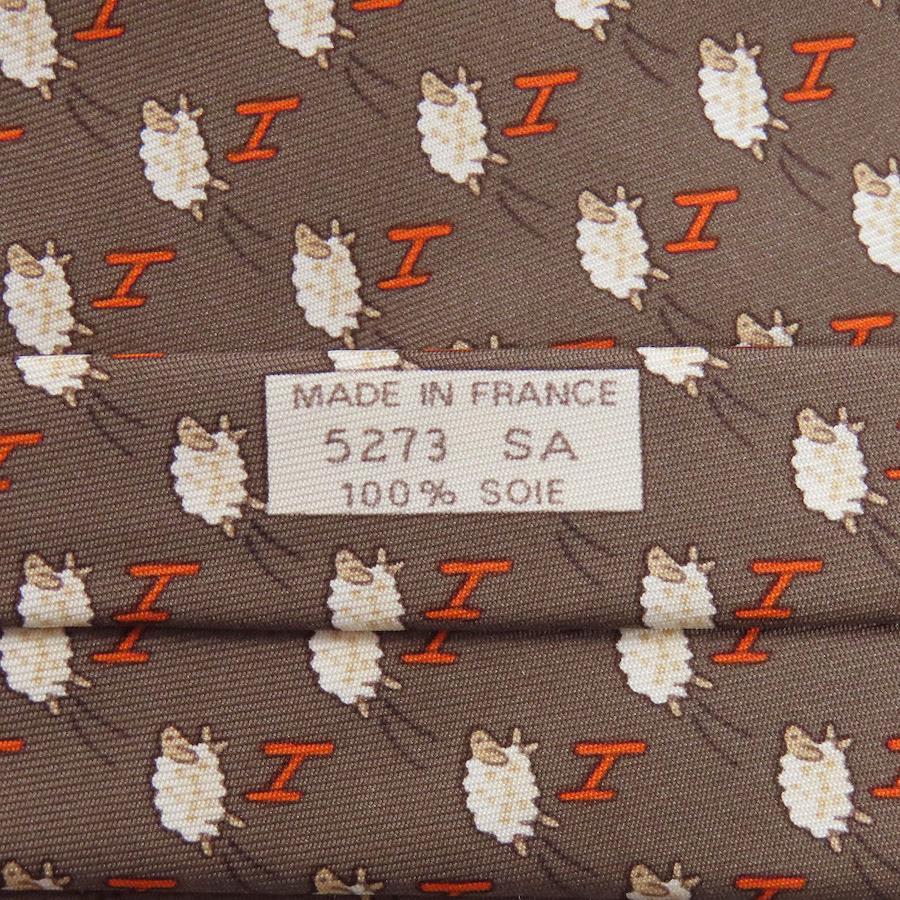 MADE IN FRANCE
5273 SA
100% SOIE